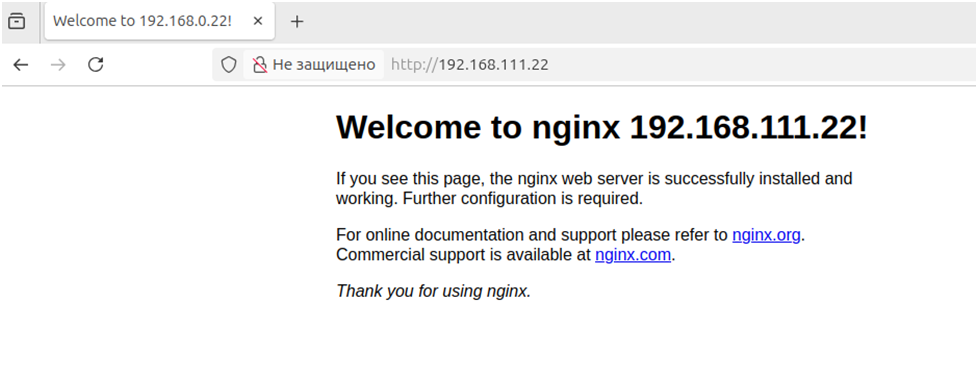 Welcome to 192.168.0.22!
Не защищено http://192.168.111.22
Welcome to nginx 192.168.111.22!
If you see this page, the nginx web server is successfully installed and
working. Further configuration is required.
For online documentation and support please refer to nginx.org.
Commercial support is available at nginx.com.
Thank you for using nginx.